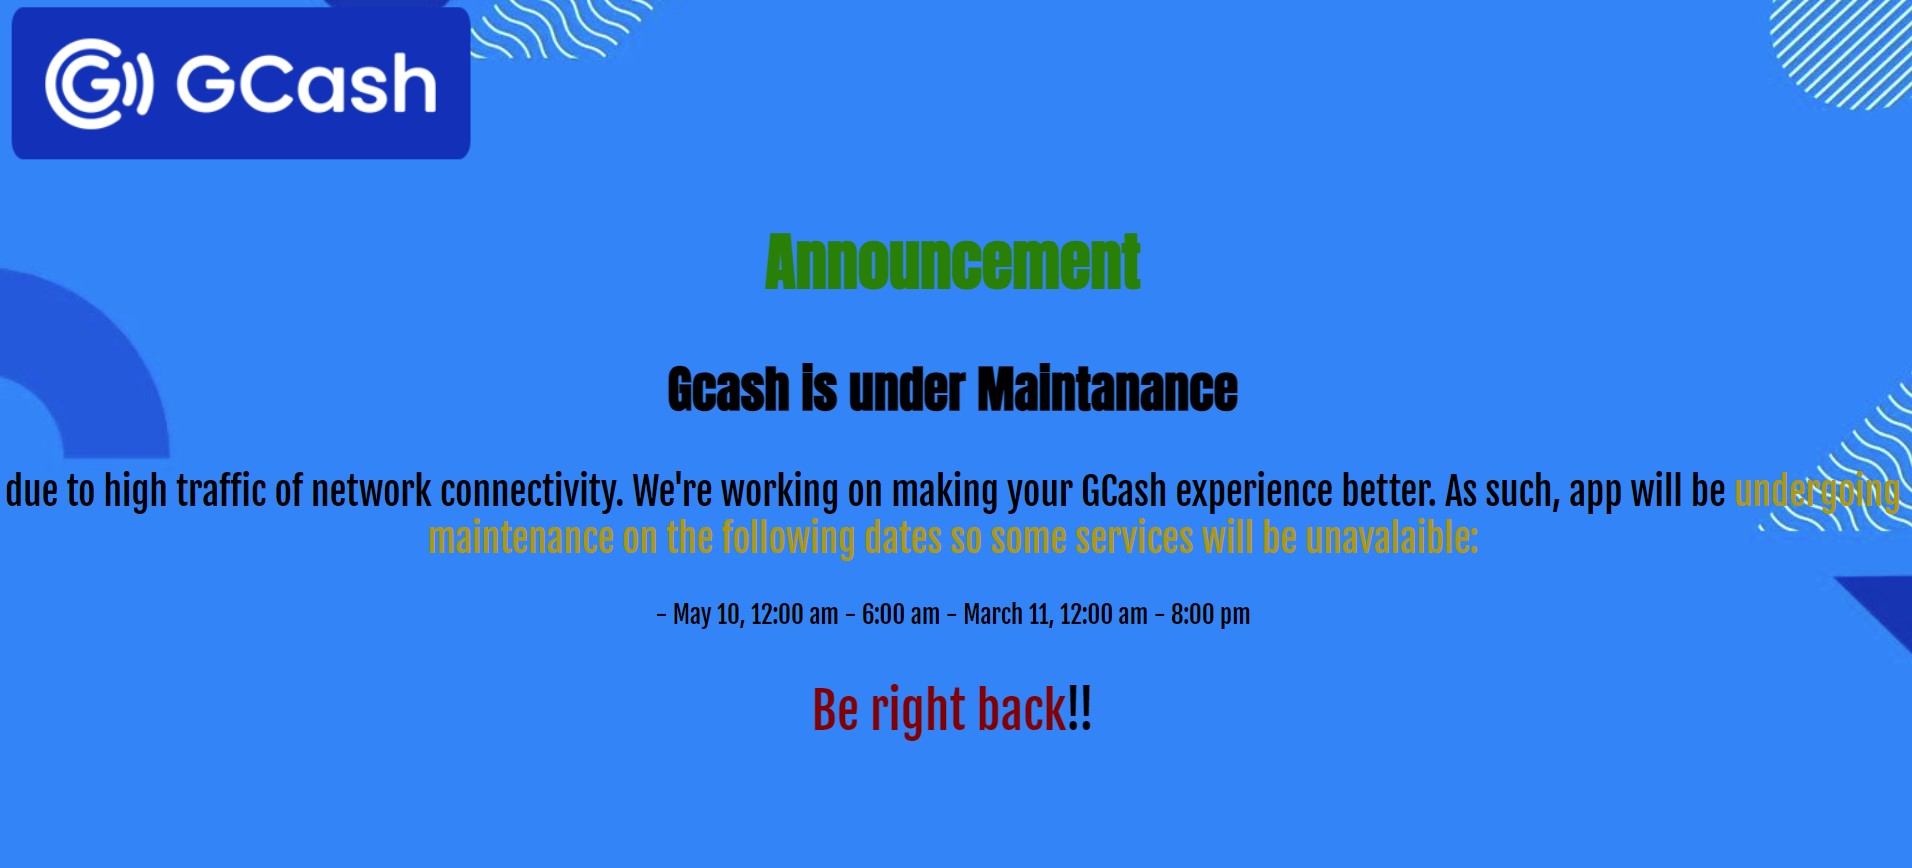 GCash
Announcement
Gcash is under Maintanance
due to high traffic of network connectivity. We're working on making your GCash experience better. As such, app will be undergoing
maintenance on the following dates so some services will be unavalaible:
- May 10, 12:00 am - 6:00 am - March 11, 12:00 am - 8:00 pm
Be right back!!